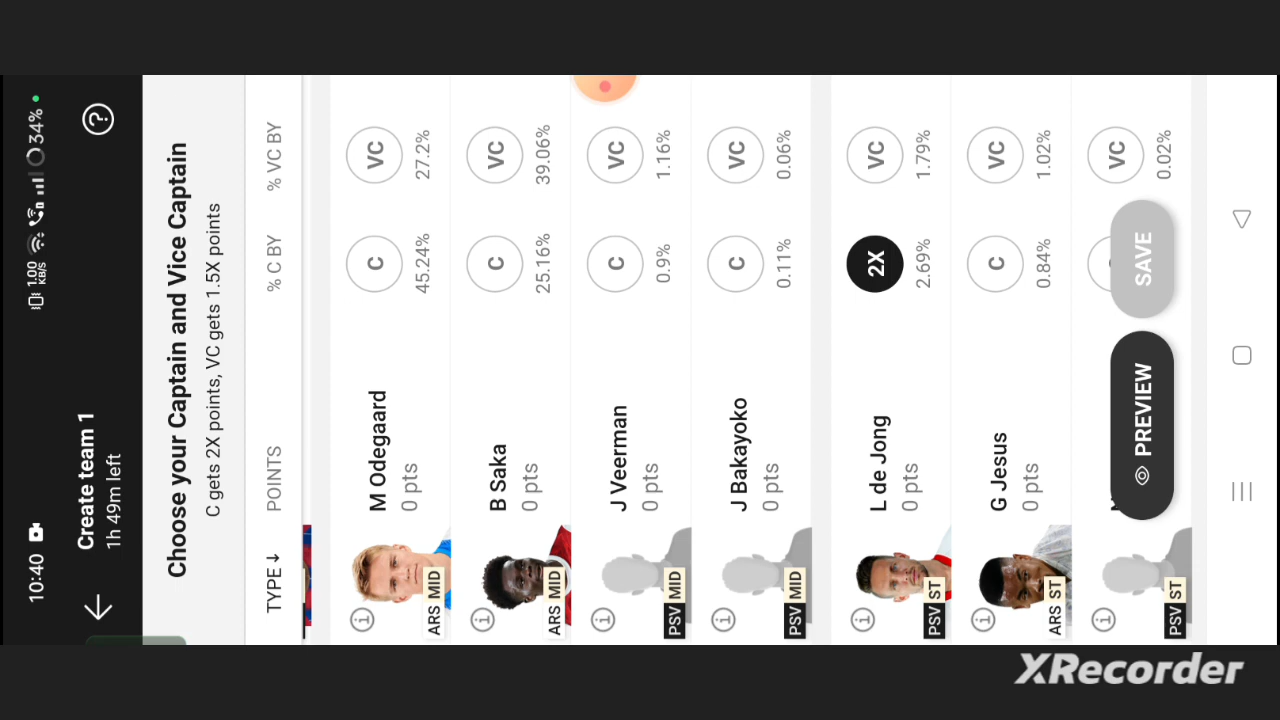 10:40
1.00 KB/S
34%
Create team 1
1h 49m left
Choose your Captain and Vice Captain
C gets 2X points, VC gets 1.5X points
TYPE ↓ POINTS % C BY % VC BY
M Odegaard
0 pts
ARS MID
C VC
45.24% 27.2%
B Saka
0 pts
ARS MID
C VC
25.16% 39.06%
J Veerman
0 pts
PSV MID
C VC
0.9% 1.16%
J Bakayoko
0 pts
PSV MID
C VC
0.11% 0.06%
L de Jong
0 pts
PSV ST
2X VC
2.69% 1.79%
G Jesus
0 pts
ARS ST
C VC
0.84% 1.02%
PSV ST
VC
0.02%
PREVIEW
SAVE
XRecorder